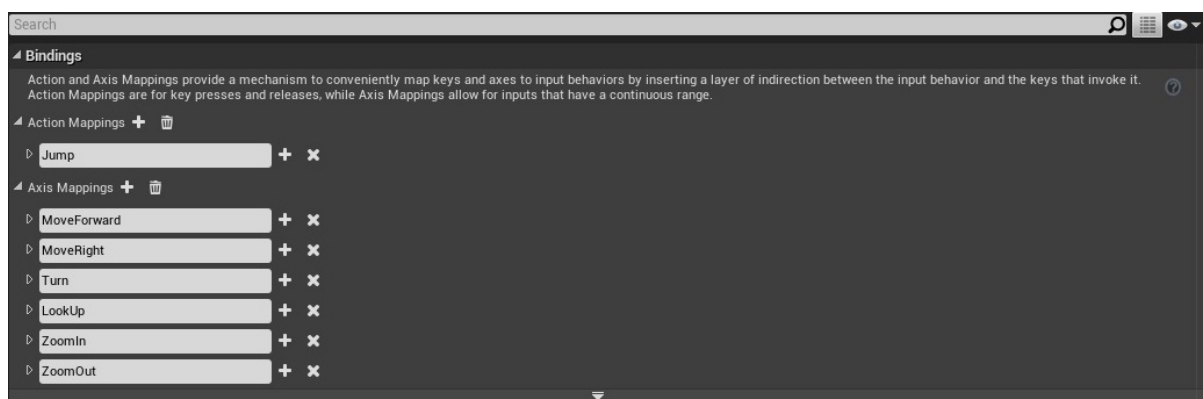 Search
Bindings
Action and Axis Mappings provide a mechanism to conveniently map keys and axes to input behaviors by inserting a layer of indirection between the input behavior and the keys that invoke it.
Action Mappings are for key presses and releases, while Axis Mappings allow for inputs that have a continuous range.
Action Mappings
Jump
Axis Mappings
MoveForward
MoveRight
Turn
LookUp
ZoomIn
ZoomOut